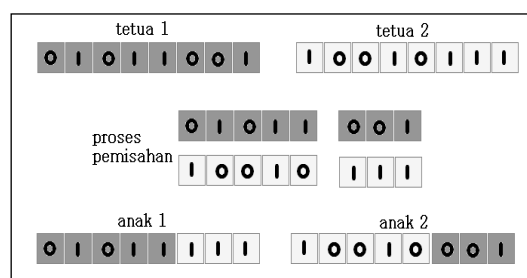 tetua 1 tetua 2
0 1 0 1 1 0 0 1 1 0 0 1 0 1 1 1
0 1 0 1 1 0 0 1
proses
pemisahan
1 0 0 1 0 1 1 1
anak 1 anak 2
0 1 0 1 1 1 1 1 1 0 0 1 0 0 0 1